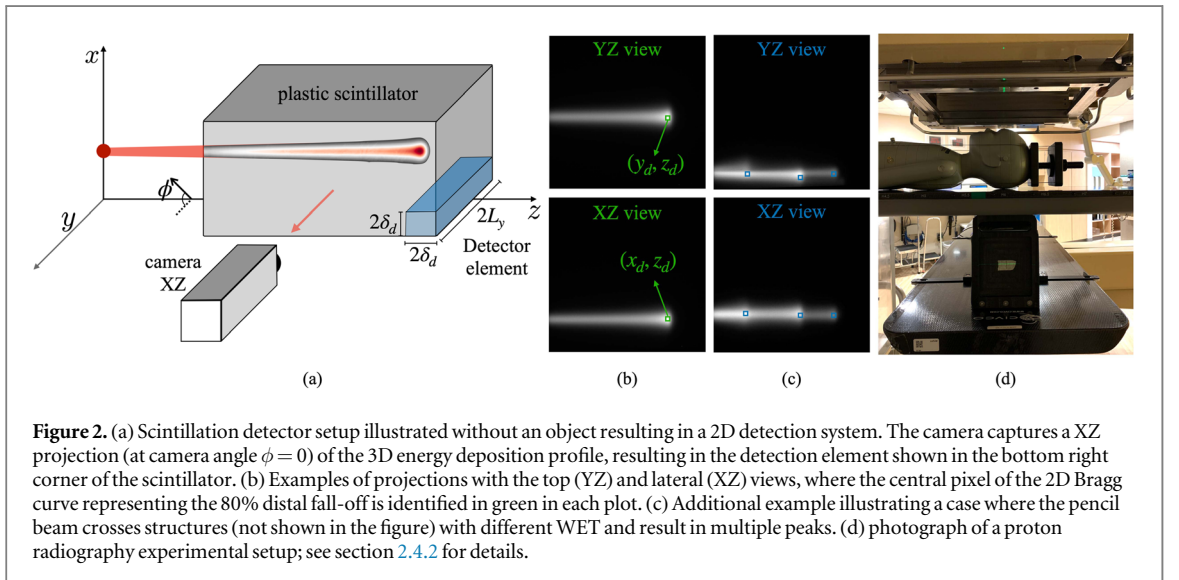 x
plastic scintillator
ϕ
y
z
2δd
2δd
2Ly
Detector
element
camera
XZ
(a)
YZ view
(yd, zd)
XZ view
(xd, zd)
(b)
YZ view
XZ view
(c)
CIVCO
(d)
Figure 2. (a) Scintillation detector setup illustrated without an object resulting in a 2D detection system. The camera captures a XZ
projection (at camera angle ϕ = 0) of the 3D energy deposition profile, resulting in the detection element shown in the bottom right
corner of the scintillator. (b) Examples of projections with the top (YZ) and lateral (XZ) views, where the central pixel of the 2D Bragg
curve representing the 80% distal fall-off is identified in green in each plot. (c) Additional example illustrating a case where the pencil
beam crosses structures (not shown in the figure) with different WET and result in multiple peaks. (d) photograph of a proton
radiography experimental setup; see section 2.4.2 for details.